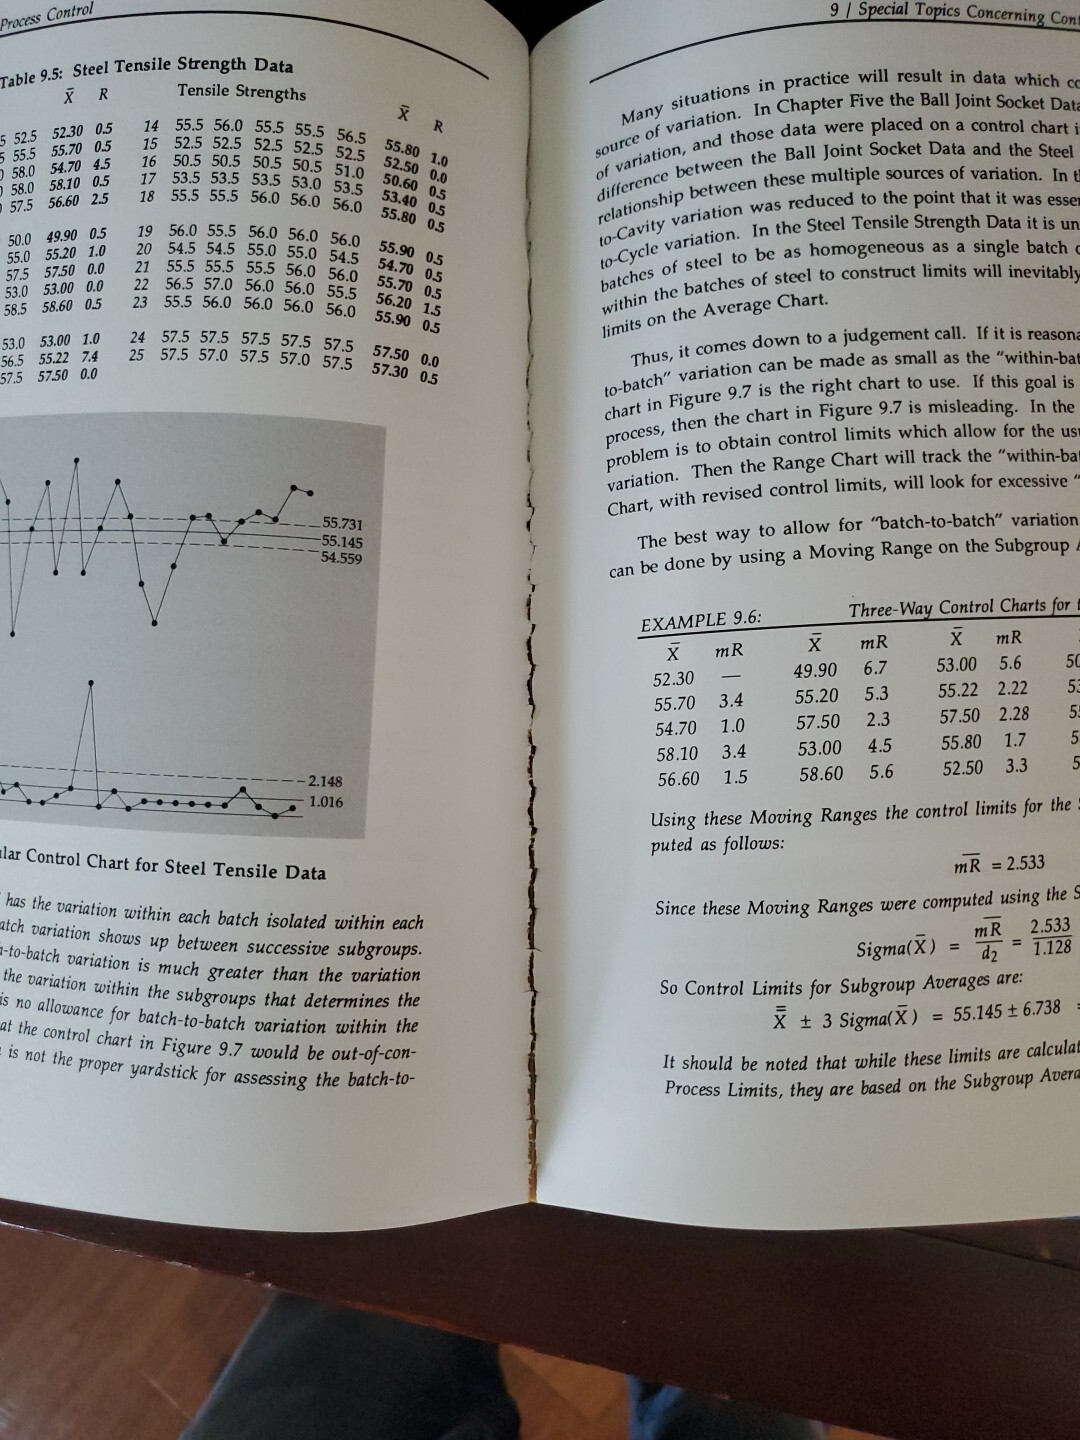 Process Control
Table 9.5: Steel Tensile Strength Data
X̄ R Tensile Strengths X̄ R
5 52.5 52.30 0.5 14 55.5 56.0 55.5 55.5 56.5 55.80 1.0
5 55.5 55.70 0.5 15 52.5 52.5 52.5 52.5 52.5 52.50 0.0
0 58.0 54.70 4.5 16 50.5 50.5 50.5 50.5 51.0 50.60 0.5
0 58.0 58.10 0.5 17 53.5 53.5 53.5 53.0 53.5 53.40 0.5
0 57.5 56.60 2.5 18 55.5 55.5 56.0 56.0 56.0 55.80 0.5
50.0 49.90 0.5 19 56.0 55.5 56.0 56.0 56.0 55.90 0.5
55.0 55.20 1.0 20 54.5 54.5 55.0 55.0 54.5 54.70 0.5
57.5 57.50 0.0 21 55.5 55.5 55.5 56.0 56.0 55.70 0.5
53.0 53.00 0.0 22 56.5 57.0 56.0 56.0 55.5 56.20 1.5
58.5 58.60 0.5 23 55.5 56.0 56.0 56.0 56.0 55.90 0.5
53.0 53.00 1.0 24 57.5 57.5 57.5 57.5 57.5 57.50 0.0
56.5 55.22 7.4 25 57.5 57.0 57.5 57.0 57.5 57.30 0.5
57.5 57.50 0.0
55.731
55.145
54.559
2.148
1.016
ular Control Chart for Steel Tensile Data
has the variation within each batch isolated within each
atch variation shows up between successive subgroups.
h-to-batch variation is much greater than the variation
the variation within the subgroups that determines the
is no allowance for batch-to-batch variation within the
at the control chart in Figure 9.7 would be out-of-con-
is not the proper yardstick for assessing the batch-to-
9 / Special Topics Concerning Cont
Many situations in practice will result in data which co
source of variation. In Chapter Five the Ball Joint Socket Data
of variation, and those data were placed on a control chart i
difference between the Ball Joint Socket Data and the Steel
relationship between these multiple sources of variation. In t
to-Cavity variation was reduced to the point that it was essen
to-Cycle variation. In the Steel Tensile Strength Data it is un
batches of steel to be as homogeneous as a single batch o
within the batches of steel to construct limits will inevitably
limits on the Average Chart.
Thus, it comes down to a judgement call. If it is reasona
to-batch" variation can be made as small as the "within-bat
chart in Figure 9.7 is the right chart to use. If this goal is
process, then the chart in Figure 9.7 is misleading. In the
problem is to obtain control limits which allow for the usu
variation. Then the Range Chart will track the "within-bat
Chart, with revised control limits, will look for excessive "
The best way to allow for "batch-to-batch" variation
can be done by using a Moving Range on the Subgroup A
EXAMPLE 9.6: Three-Way Control Charts for t
X̄ mR X̄ mR X̄ mR
52.30 — 49.90 6.7 53.00 5.6 50
55.70 3.4 55.20 5.3 55.22 2.22 53
54.70 1.0 57.50 2.3 57.50 2.28 5
58.10 3.4 53.00 4.5 55.80 1.7 5
56.60 1.5 58.60 5.6 52.50 3.3 5
Using these Moving Ranges the control limits for the S
puted as follows:
m̅R̅ = 2.533
Since these Moving Ranges were computed using the S
Sigma(X̄) = m̅R̅/d₂ = 2.533/1.128
So Control Limits for Subgroup Averages are:
X̿ ± 3 Sigma(X̄) = 55.145 ± 6.738 =
It should be noted that while these limits are calculat
Process Limits, they are based on the Subgroup Avera